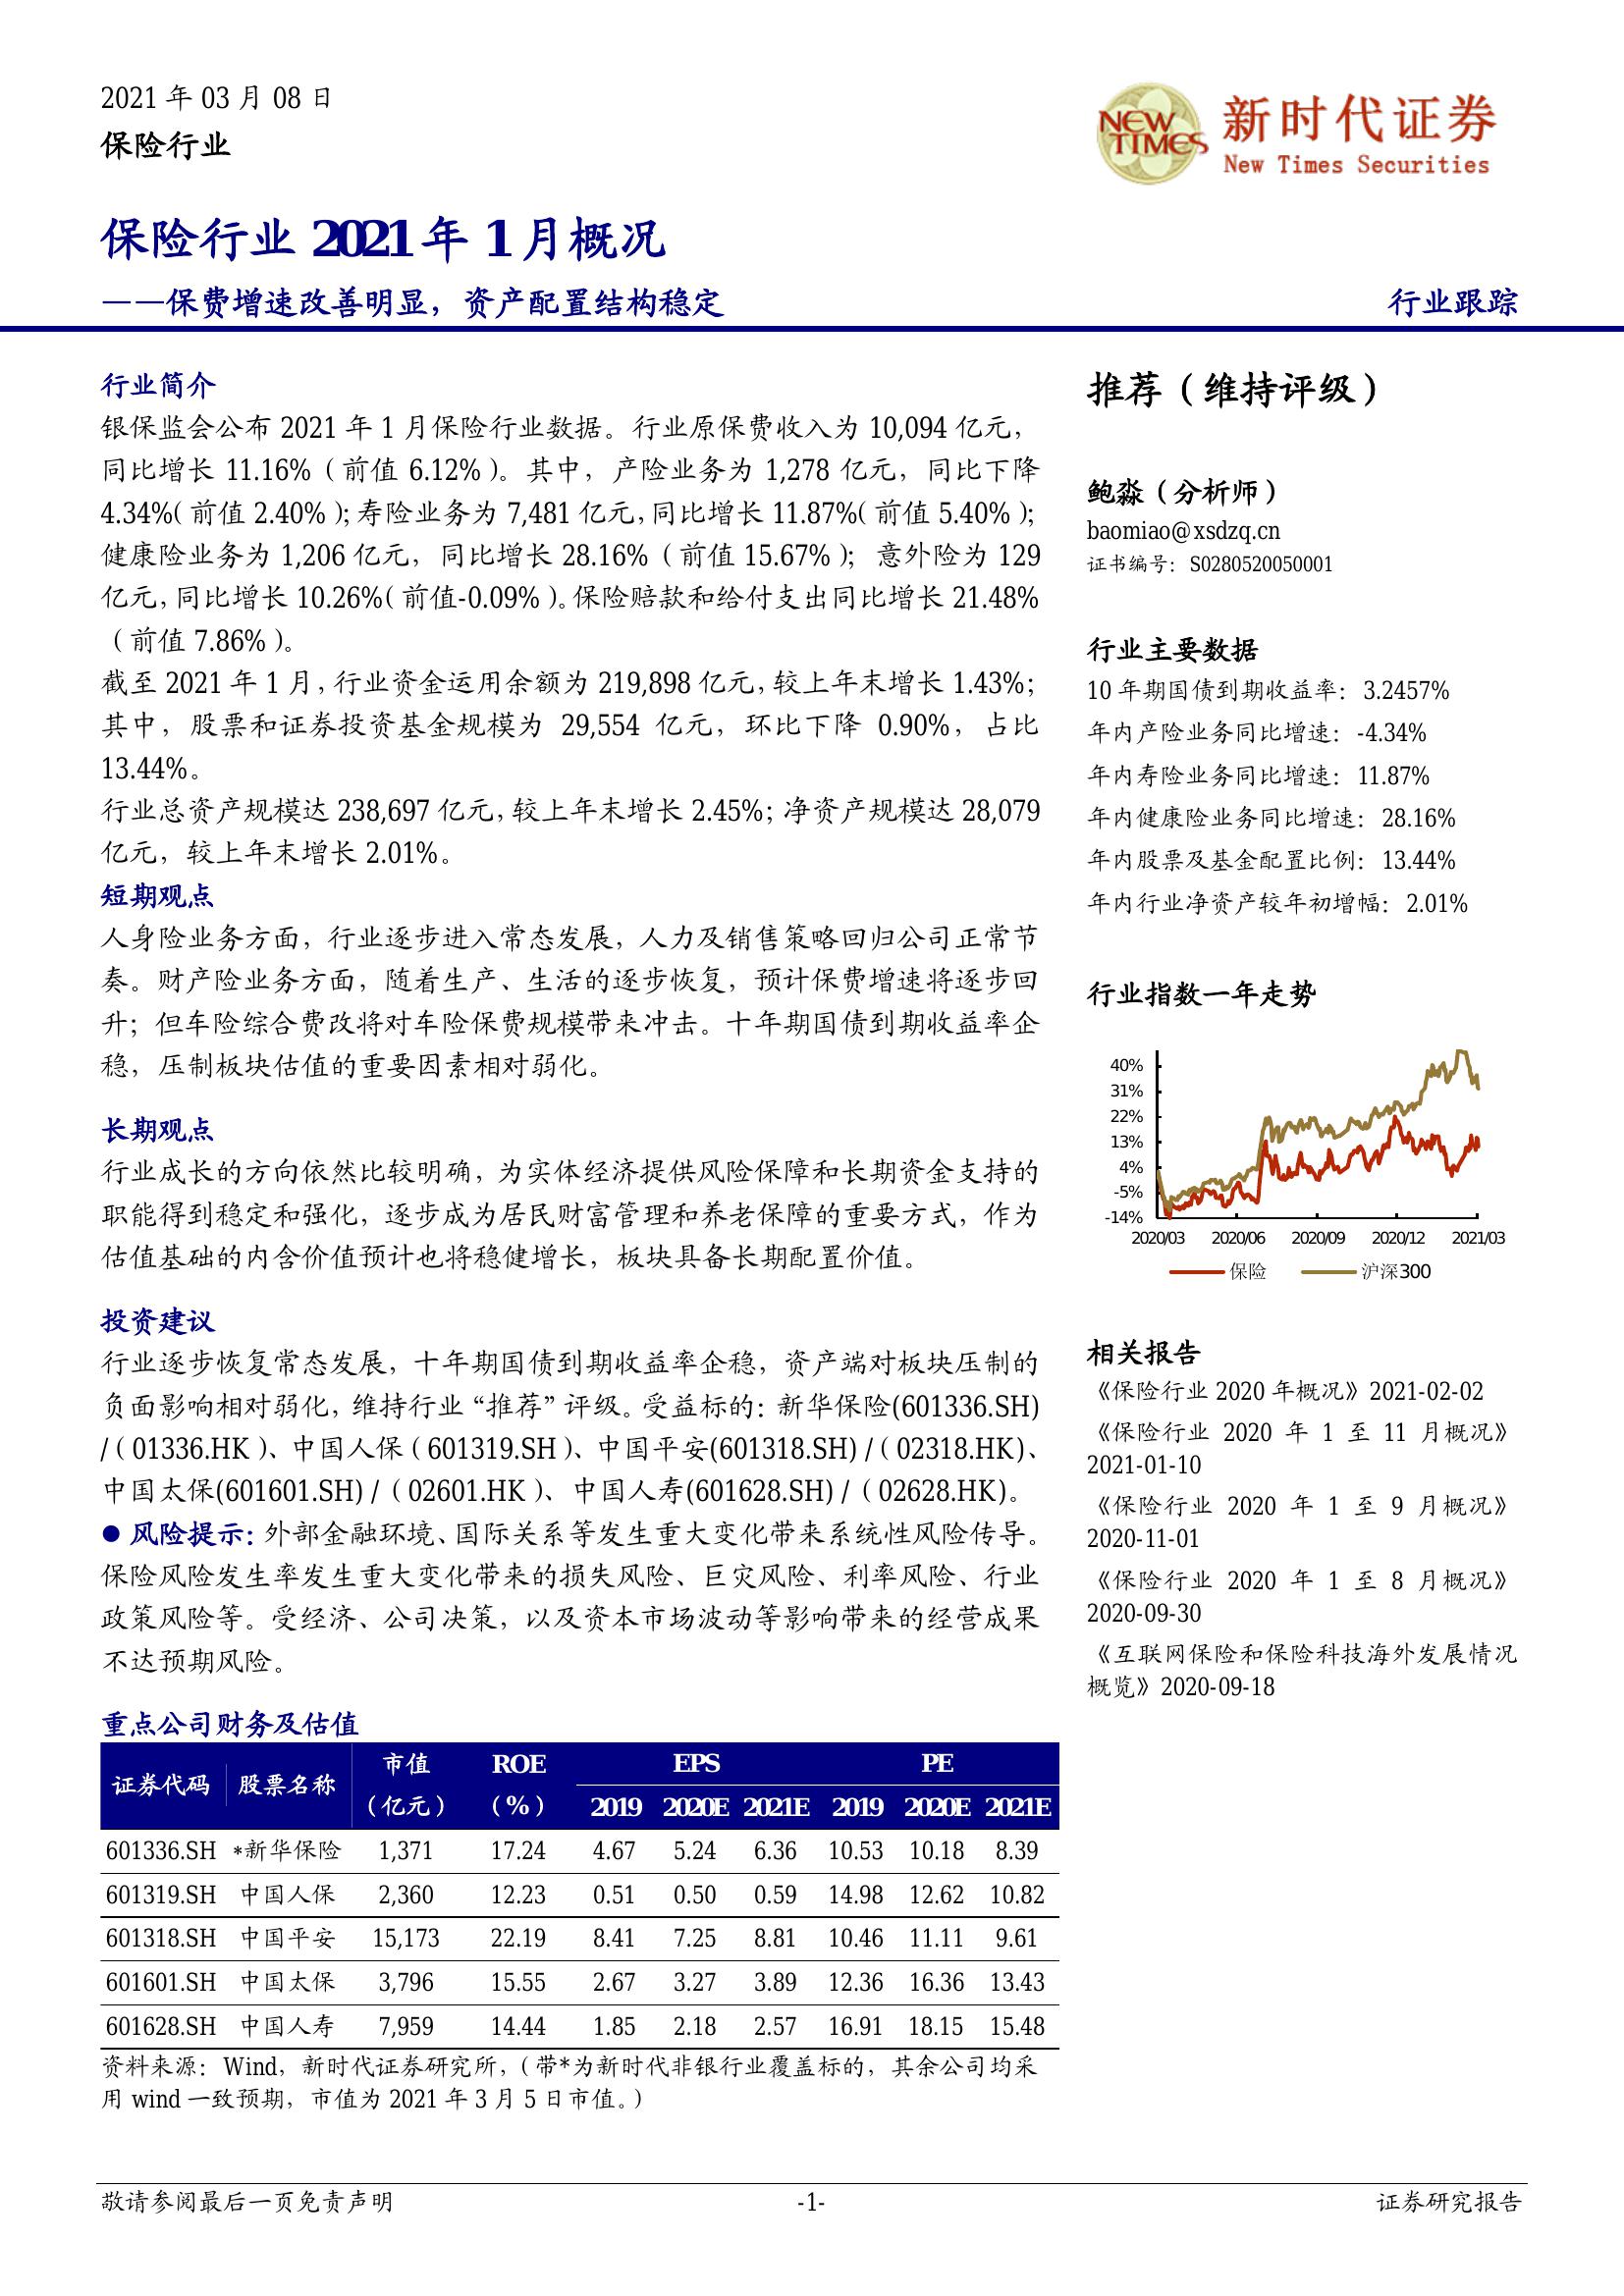 2021 年 03 月 08 日
保险行业
NEW
TIMES
新时代证券
New Times Securities
保险行业 2021 年 1 月概况
——保费增速改善明显，资产配置结构稳定
行业跟踪
行业简介
银保监会公布 2021 年 1 月保险行业数据。行业原保费收入为 10,094 亿元，
同比增长 11.16%（前值 6.12%）。其中，产险业务为 1,278 亿元，同比下降
4.34%（前值 2.40%）；寿险业务为 7,481 亿元，同比增长 11.87%（前值 5.40%）；
健康险业务为 1,206 亿元，同比增长 28.16%（前值 15.67%）；意外险为 129
亿元，同比增长 10.26%（前值-0.09%）。保险赔款和给付支出同比增长 21.48%
（前值 7.86%）。
截至 2021 年 1 月，行业资金运用余额为 219,898 亿元，较上年末增长 1.43%；
其中，股票和证券投资基金规模为 29,554 亿元，环比下降 0.90%，占比
13.44%。
行业总资产规模达 238,697 亿元，较上年末增长 2.45%；净资产规模达 28,079
亿元，较上年末增长 2.01%。
短期观点
人身险业务方面，行业逐步进入常态发展，人力及销售策略回归公司正常节
奏。财产险业务方面，随着生产、生活的逐步恢复，预计保费增速将逐步回
升；但车险综合费改将对车险保费规模带来冲击。十年期国债到期收益率企
稳，压制板块估值的重要因素相对弱化。
长期观点
行业成长的方向依然比较明确，为实体经济提供风险保障和长期资金支持的
职能得到稳定和强化，逐步成为居民财富管理和养老保障的重要方式，作为
估值基础的内含价值预计也将稳健增长，板块具备长期配置价值。
投资建议
行业逐步恢复常态发展，十年期国债到期收益率企稳，资产端对板块压制的
负面影响相对弱化，维持行业“推荐”评级。受益标的：新华保险(601336.SH)
/（01336.HK）、中国人保（601319.SH）、中国平安(601318.SH) /（02318.HK)、
中国太保(601601.SH) /（02601.HK）、中国人寿(601628.SH) /（02628.HK)。
● 风险提示：外部金融环境、国际关系等发生重大变化带来系统性风险传导。
保险风险发生率发生重大变化带来的损失风险、巨灾风险、利率风险、行业
政策风险等。受经济、公司决策，以及资本市场波动等影响带来的经营成果
不达预期风险。
重点公司财务及估值
证券代码 股票名称 市值（亿元） ROE（%） EPS PE
2019 2020E 2021E 2019 2020E 2021E
601336.SH *新华保险 1,371 17.24 4.67 5.24 6.36 10.53 10.18 8.39
601319.SH 中国人保 2,360 12.23 0.51 0.50 0.59 14.98 12.62 10.82
601318.SH 中国平安 15,173 22.19 8.41 7.25 8.81 10.46 11.11 9.61
601601.SH 中国太保 3,796 15.55 2.67 3.27 3.89 12.36 16.36 13.43
601628.SH 中国人寿 7,959 14.44 1.85 2.18 2.57 16.91 18.15 15.48
资料来源：Wind，新时代证券研究所，（带*为新时代非银行业覆盖标的，其余公司均采
用 wind 一致预期，市值为 2021 年 3 月 5 日市值。）
推荐（维持评级）
鲍淼（分析师）
baomiao@xsdzq.cn
证书编号：S0280520050001
行业主要数据
10 年期国债到期收益率：3.2457%
年内产险业务同比增速：-4.34%
年内寿险业务同比增速：11.87%
年内健康险业务同比增速：28.16%
年内股票及基金配置比例：13.44%
年内行业净资产较年初增幅：2.01%
行业指数一年走势
40%
31%
22%
13%
4%
-5%
-14%
2020/03 2020/06 2020/09 2020/12 2021/03
保险 沪深300
相关报告
《保险行业 2020 年概况》2021-02-02
《保险行业 2020 年 1 至 11 月概况》
2021-01-10
《保险行业 2020 年 1 至 9 月概况》
2020-11-01
《保险行业 2020 年 1 至 8 月概况》
2020-09-30
《互联网保险和保险科技海外发展情况
概览》2020-09-18
敬请参阅最后一页免责声明 -1- 证券研究报告